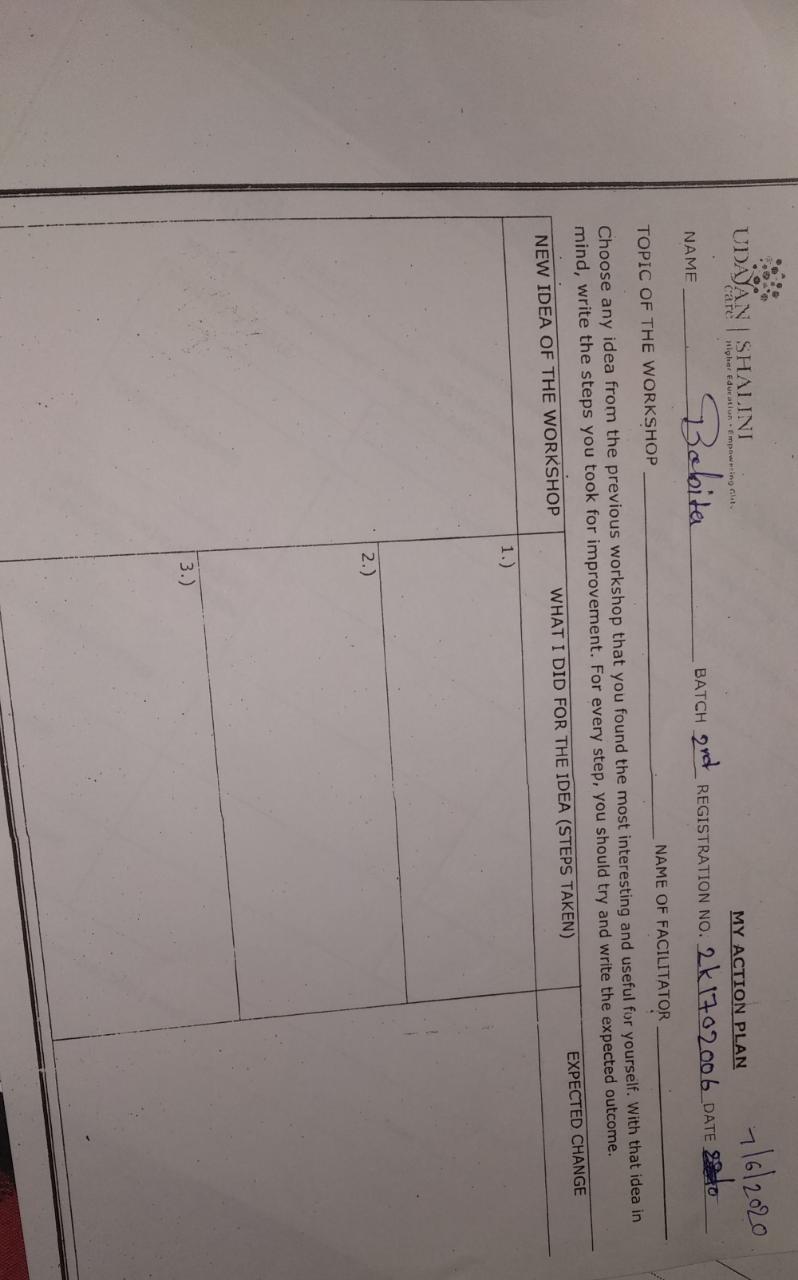 UDAYAN | SHALINI
care Higher Education - Empowering Girls
MY ACTION PLAN
7/6/2020
NAME Babita BATCH 2nd REGISTRATION NO. 2k1702006 DATE
TOPIC OF THE WORKSHOP NAME OF FACILITATOR
Choose any idea from the previous workshop that you found the most interesting and useful for yourself. With that idea in
mind, write the steps you took for improvement. For every step, you should try and write the expected outcome.
NEW IDEA OF THE WORKSHOP WHAT I DID FOR THE IDEA (STEPS TAKEN) EXPECTED CHANGE
1.)
2.)
3.)